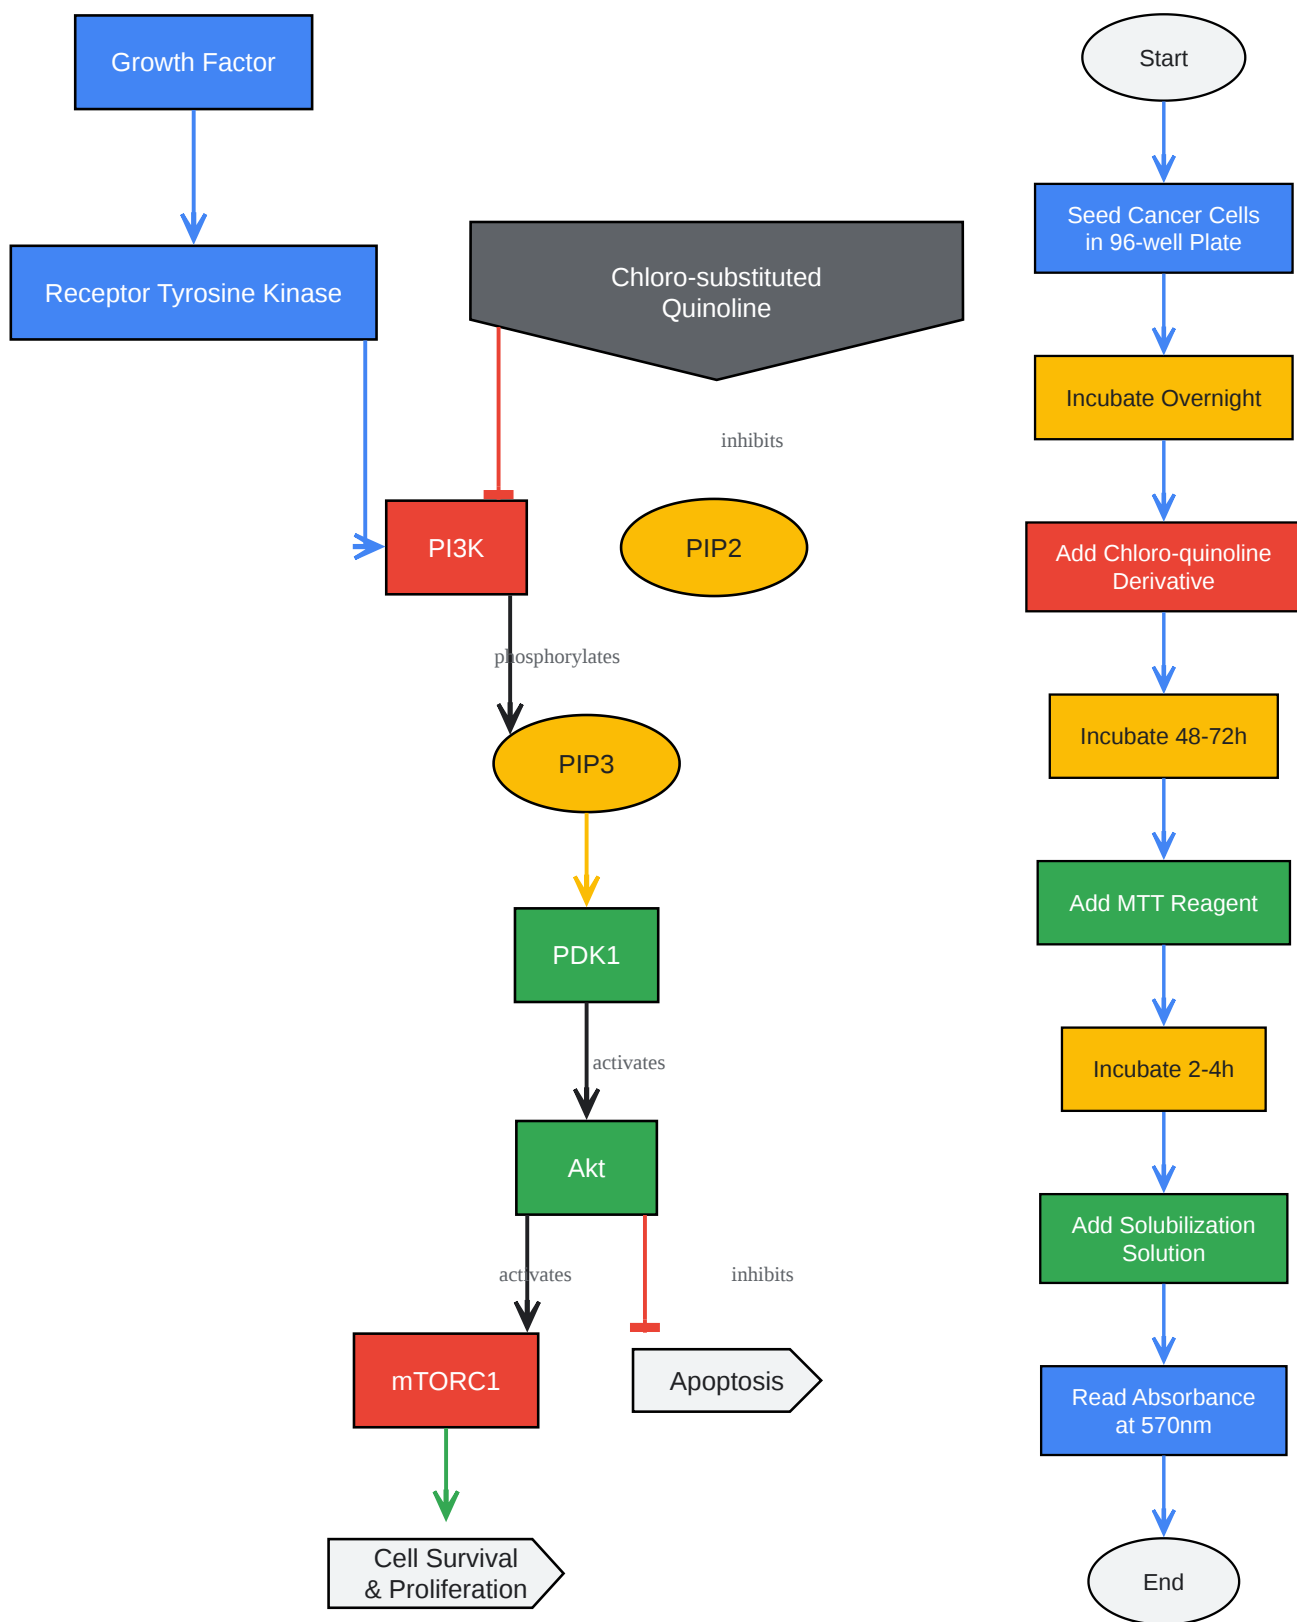 Growth Factor
Receptor Tyrosine Kinase
Chloro-substituted
Quinoline
inhibits
PI3K
PIP2
phosphorylates
PIP3
PDK1
activates
Akt
activates
inhibits
mTORC1
Apoptosis
Cell Survival
& Proliferation
Start
Seed Cancer Cells
in 96-well Plate
Incubate Overnight
Add Chloro-quinoline
Derivative
Incubate 48-72h
Add MTT Reagent
Incubate 2-4h
Add Solubilization
Solution
Read Absorbance
at 570nm
End